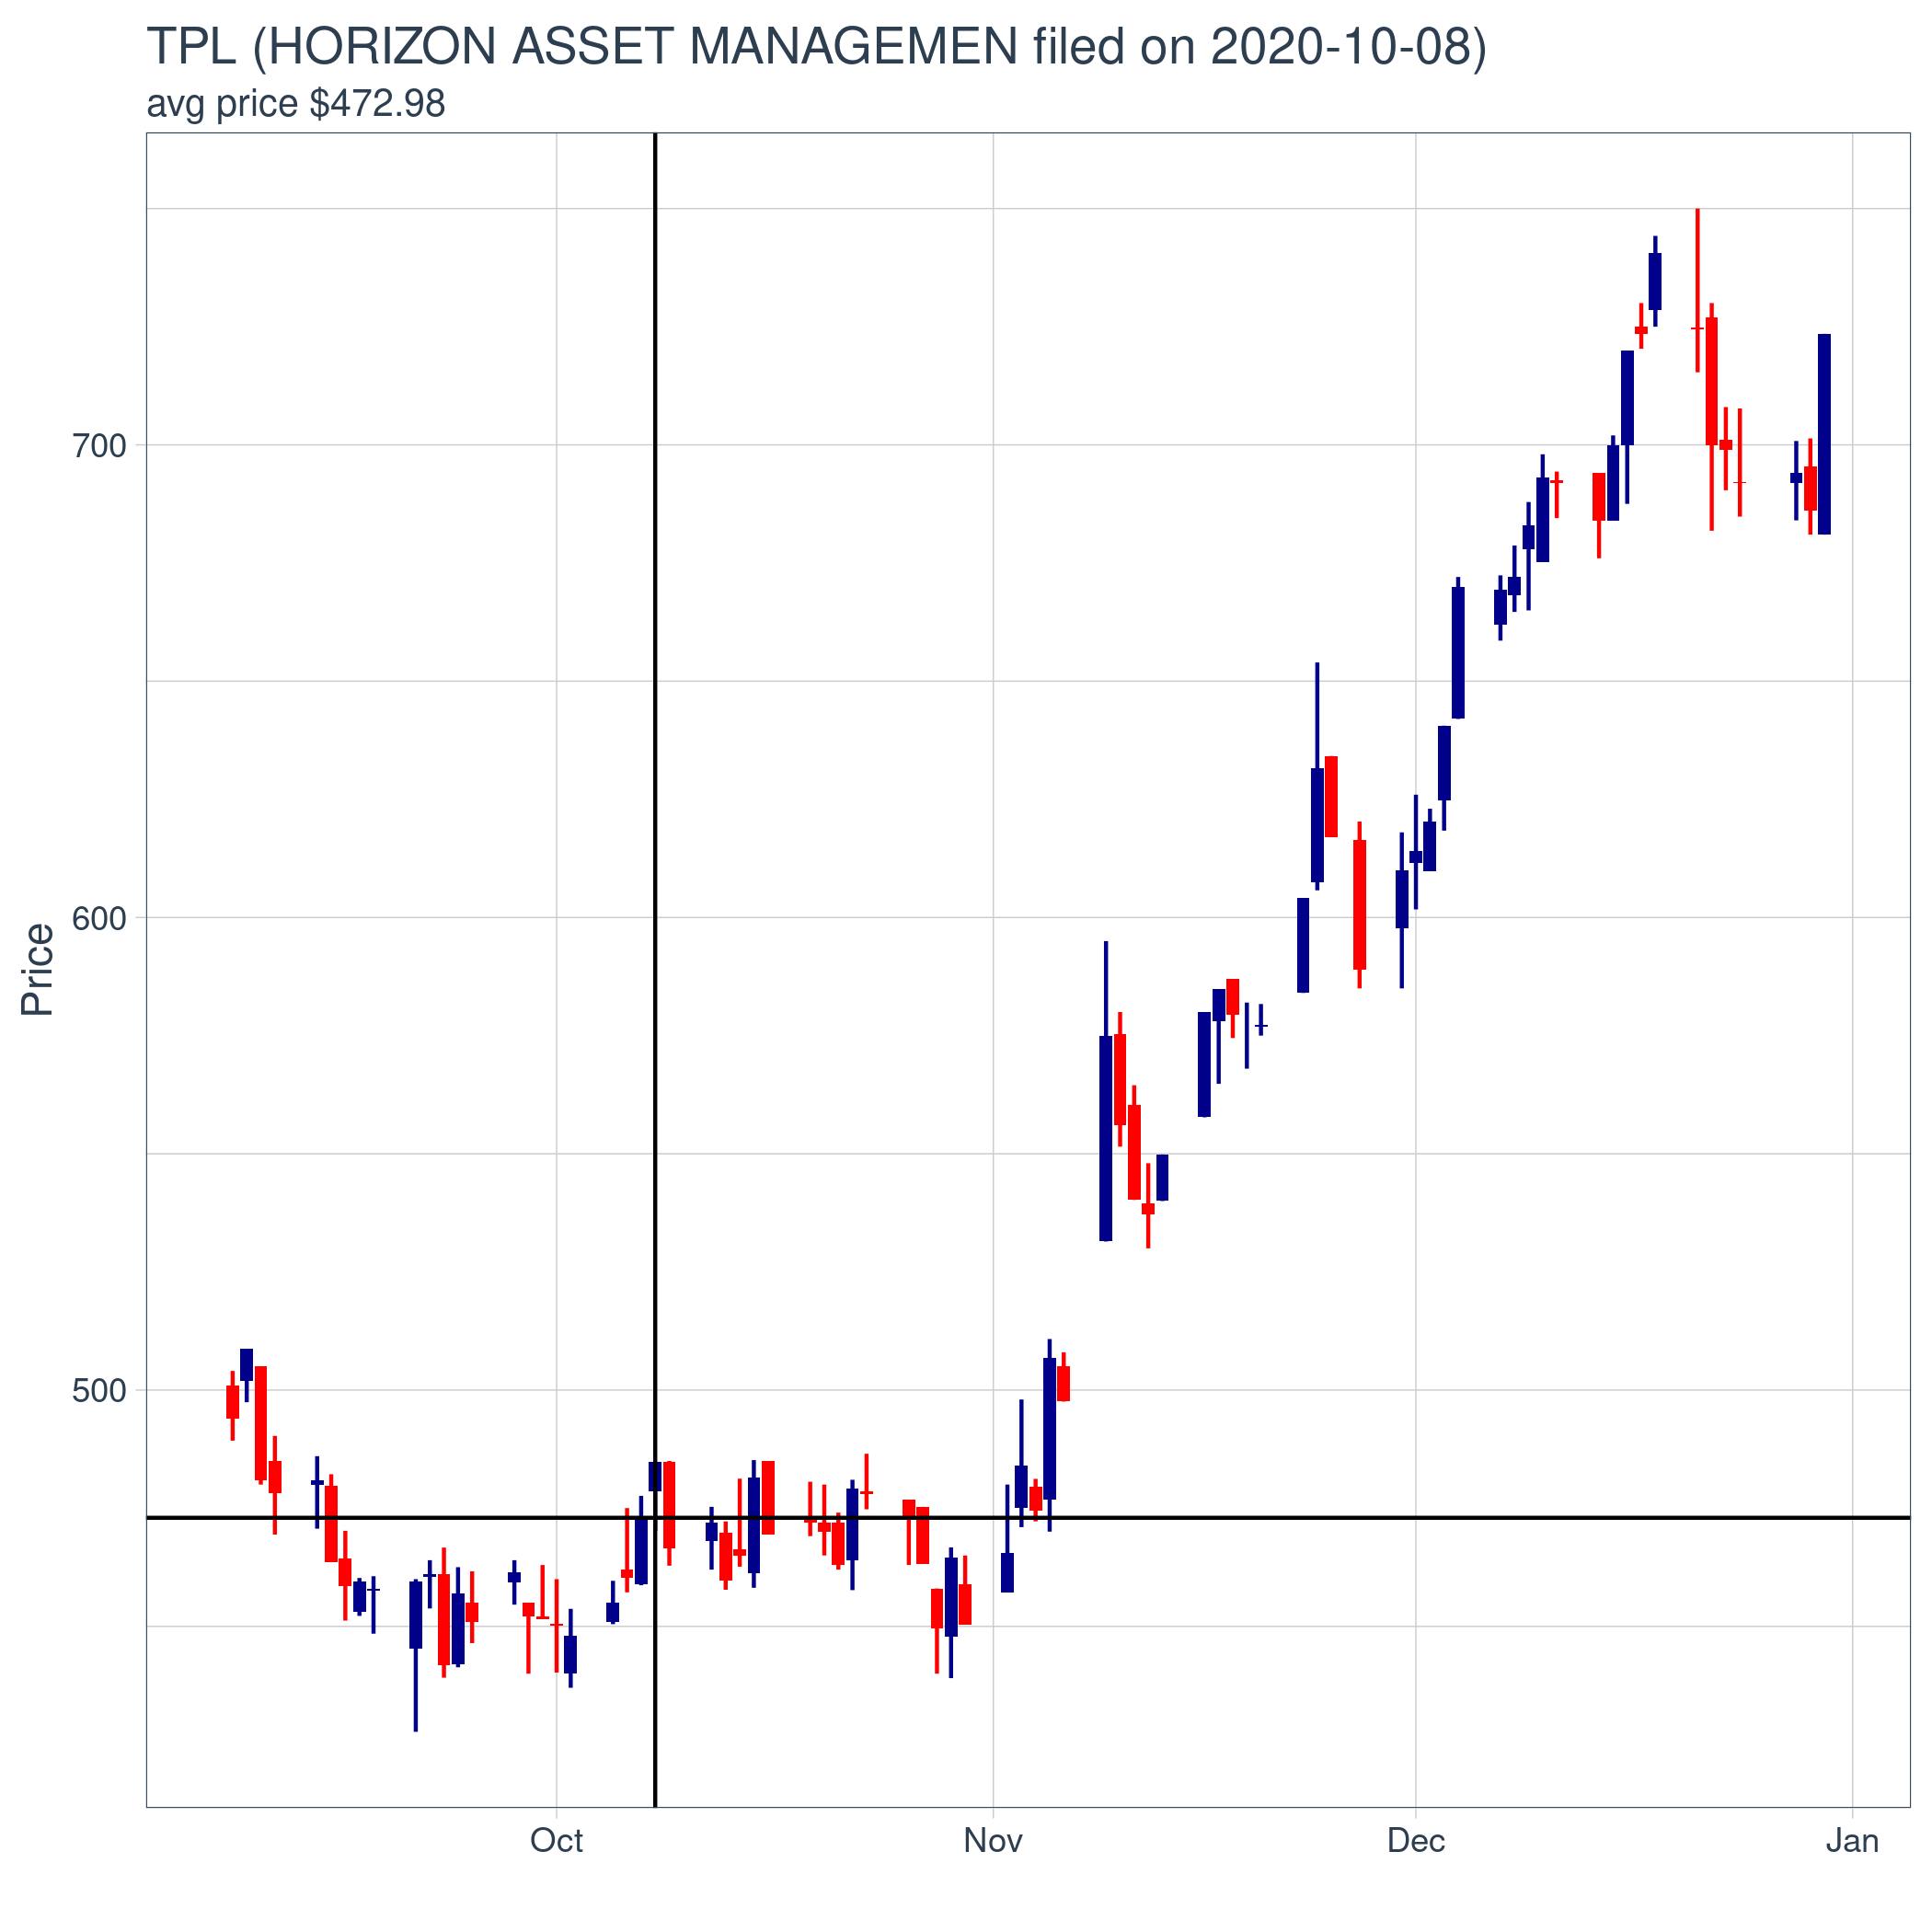 TPL (HORIZON ASSET MANAGEMEN filed on 2020-10-08)
avg price $472.98
700
600
500
Price
Oct Nov Dec Jan